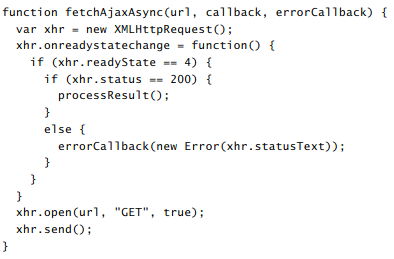 function fetchAjaxAsync(url, callback, errorCallback) {
  var xhr = new XMLHttpRequest();
  xhr.onreadystatechange = function() {
    if (xhr.readyState == 4) {
      if (xhr.status == 200) {
        processResult();
      }
      else {
        errorCallback(new Error(xhr.statusText));
      }
    }
  }
  xhr.open(url, "GET", true);
  xhr.send();
}